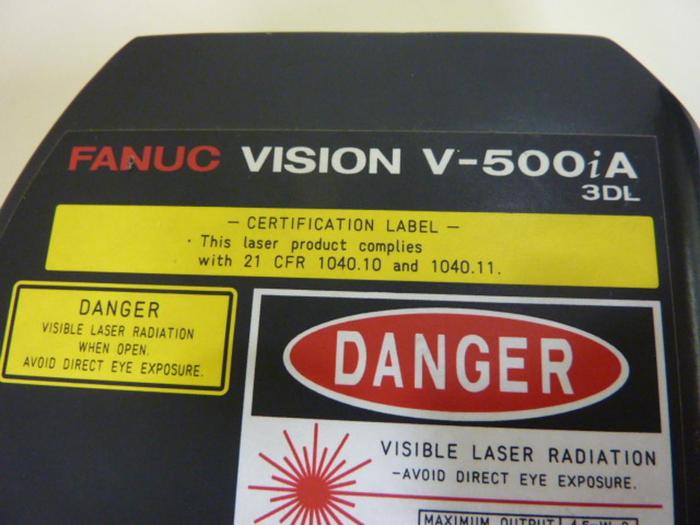 FANUC VISION V-500iA
3DL
— CERTIFICATION LABEL —
· This laser product complies
with 21 CFR 1040.10 and 1040.11.
DANGER
VISIBLE LASER RADIATION
WHEN OPEN.
AVOID DIRECT EYE EXPOSURE.
DANGER
VISIBLE LASER RADIATION
—AVOID DIRECT EYE EXPOSURE.
MAXIMUM OUTPUT